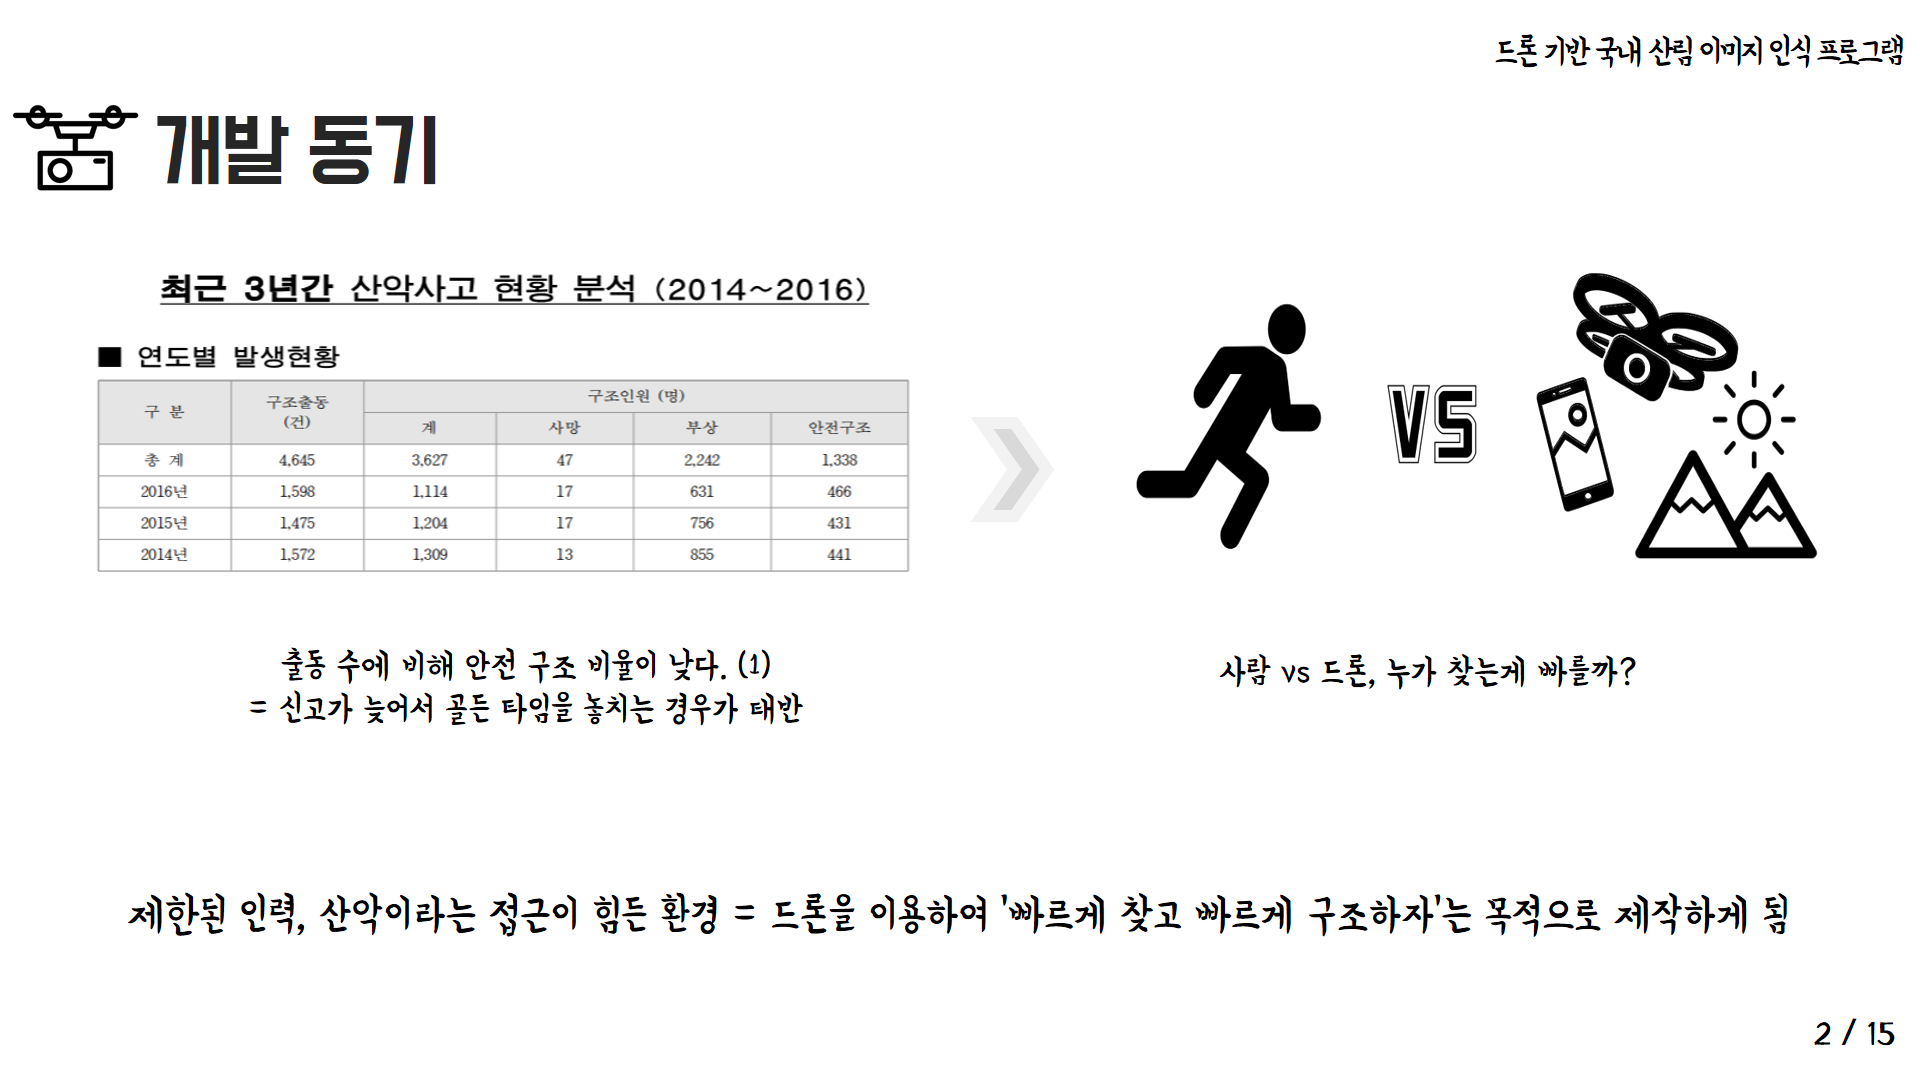 드론 기반 국내 산림 이미지 인식 프로그램
개발 동기
최근 3년간 산악사고 현황 분석 (2014~2016)
■ 연도별 발생현황
구 분 구조출동 (건) 구조인원 (명)
계 사망 부상 안전구조
총 계 4,645 3,627 47 2,242 1,338
2016년 1,598 1,114 17 631 466
2015년 1,475 1,204 17 756 431
2014년 1,572 1,309 13 855 441
VS
출동 수에 비해 안전 구조 비율이 낮다. (1)
= 신고가 늦어서 골든 타임을 놓치는 경우가 태반
사람 vs 드론, 누가 찾는게 빠를까?
제한된 인력, 산악이라는 접근이 힘든 환경 = 드론을 이용하여 '빠르게 찾고 빠르게 구조하자'는 목적으로 제작하게 됨
2 / 15